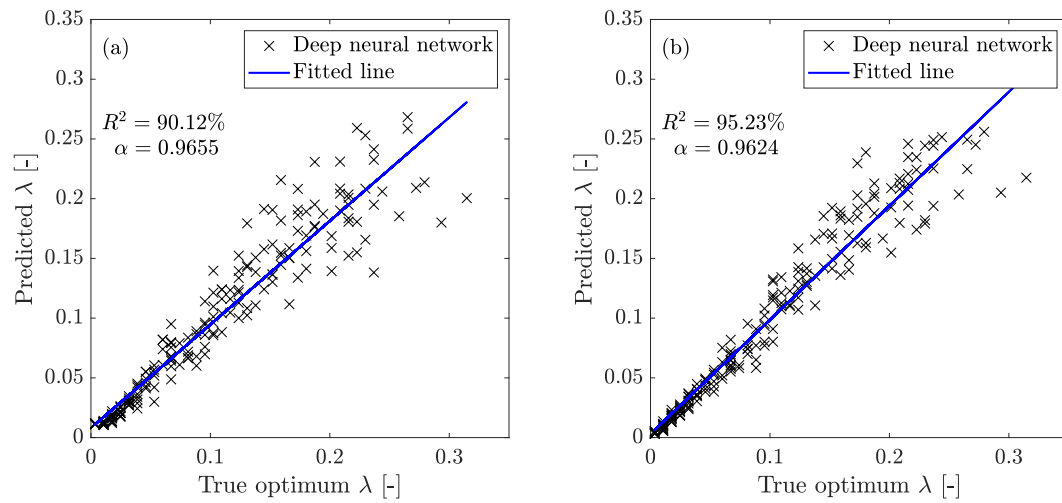 0.35
0.3
0.25
0.2
0.15
0.1
0.05
0
0
0.1
0.2
0.3
Predicted λ [-]
True optimum λ [-]
(a)
Deep neural network
Fitted line
R² = 90.12%
α = 0.9655
0.35
0.3
0.25
0.2
0.15
0.1
0.05
0
0
0.1
0.2
0.3
Predicted λ [-]
True optimum λ [-]
(b)
Deep neural network
Fitted line
R² = 95.23%
α = 0.9624